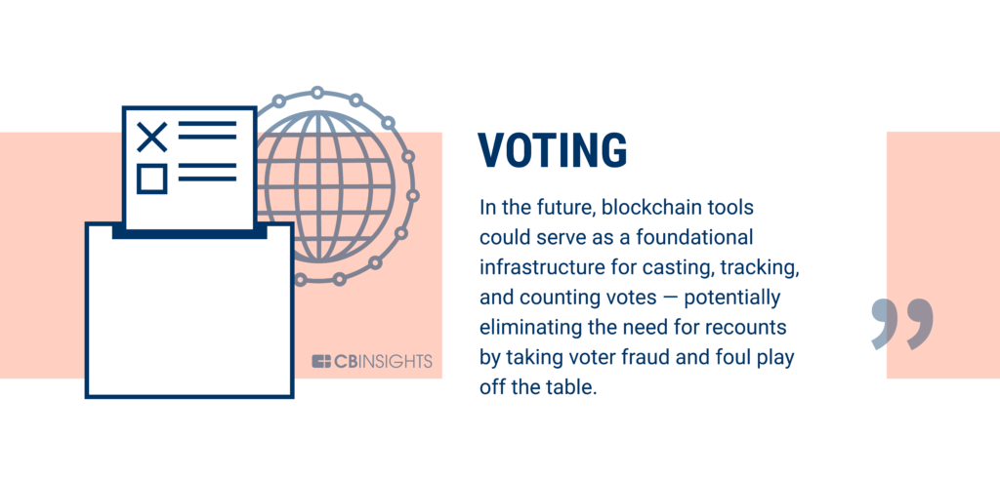 VOTING
In the future, blockchain tools
could serve as a foundational
infrastructure for casting, tracking,
and counting votes — potentially
eliminating the need for recounts
by taking voter fraud and foul play
off the table.
”
CBINSIGHTS